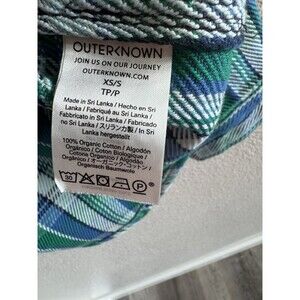 OUTERKNOWN
JOIN US ON OUR JOURNEY
OUTERKNOWN.COM
XS/S
TP/P
Made in Sri Lanka / Hecho en Sri
Lanka / Fabriqué au Sri Lanka /
Fabricado in Sri Lanka / Fabricato
no Sri Lanka / スリランカ製 / In Sri
Lanka hergestellt
100% Organic Cotton / Algodón
Orgánico / Coton Biologique /
Cotone Organico / Algodão
Orgânico / オーガニック・コットン /
Organisch Baumwole
30
P